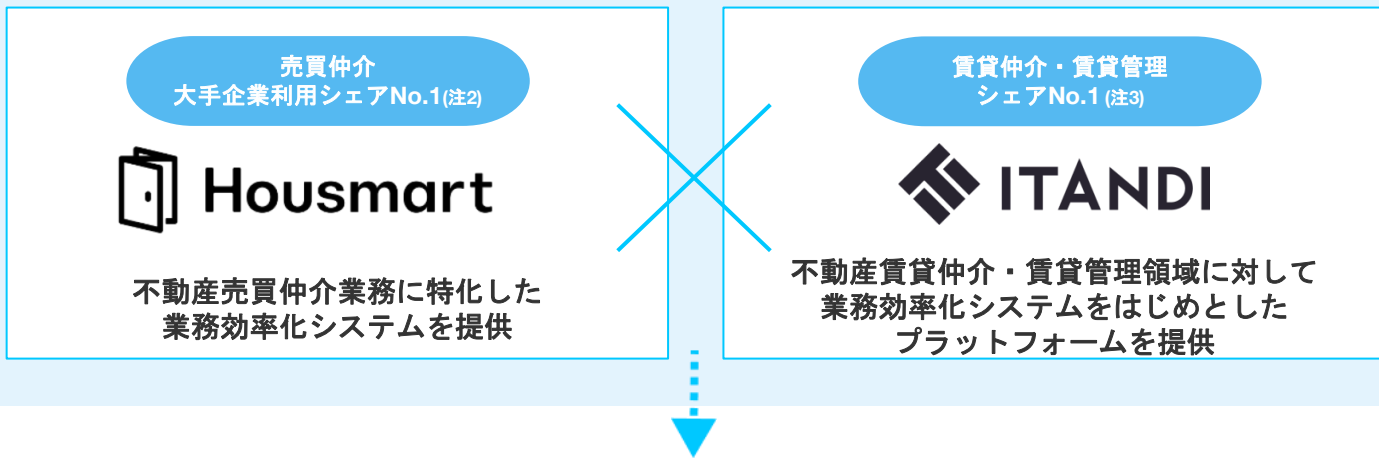 売買仲介
大手企業利用シェアNo.1(注2)
Housmart
不動産売買仲介業務に特化した
業務効率化システムを提供
賃貸仲介・賃貸管理
シェアNo.1 (注3)
ITANDI
不動産賃貸仲介・賃貸管理領域に対して
業務効率化システムをはじめとした
プラットフォームを提供